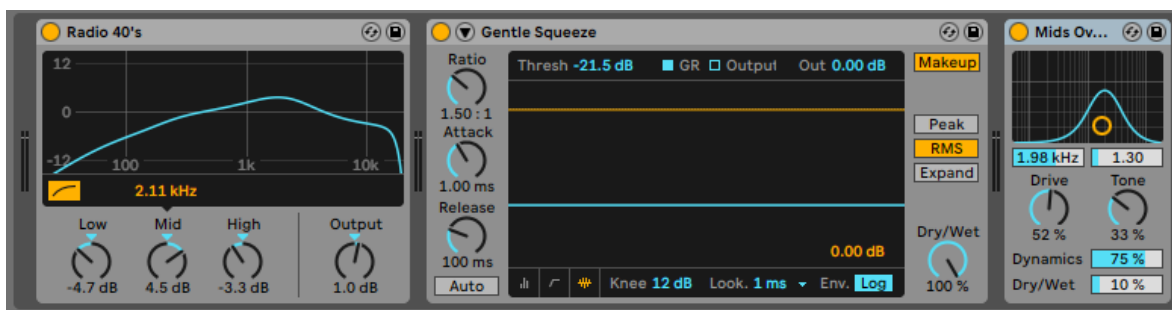 Radio 40's
12
0
-12
100
1k
10k
2.11 kHz
Low Mid High Output
-4.7 dB 4.5 dB -3.3 dB 1.0 dB
Gentle Squeeze
Ratio
1.50 : 1
Attack
1.00 ms
Release
100 ms
Auto
Thresh -21.5 dB GR Output Out 0.00 dB
0.00 dB
Knee 12 dB Look. 1 ms Env. Log
Makeup
Peak
RMS
Expand
Dry/Wet
100 %
Mids Ov...
1.98 kHz 1.30
Drive Tone
52 % 33 %
Dynamics 75 %
Dry/Wet 10 %